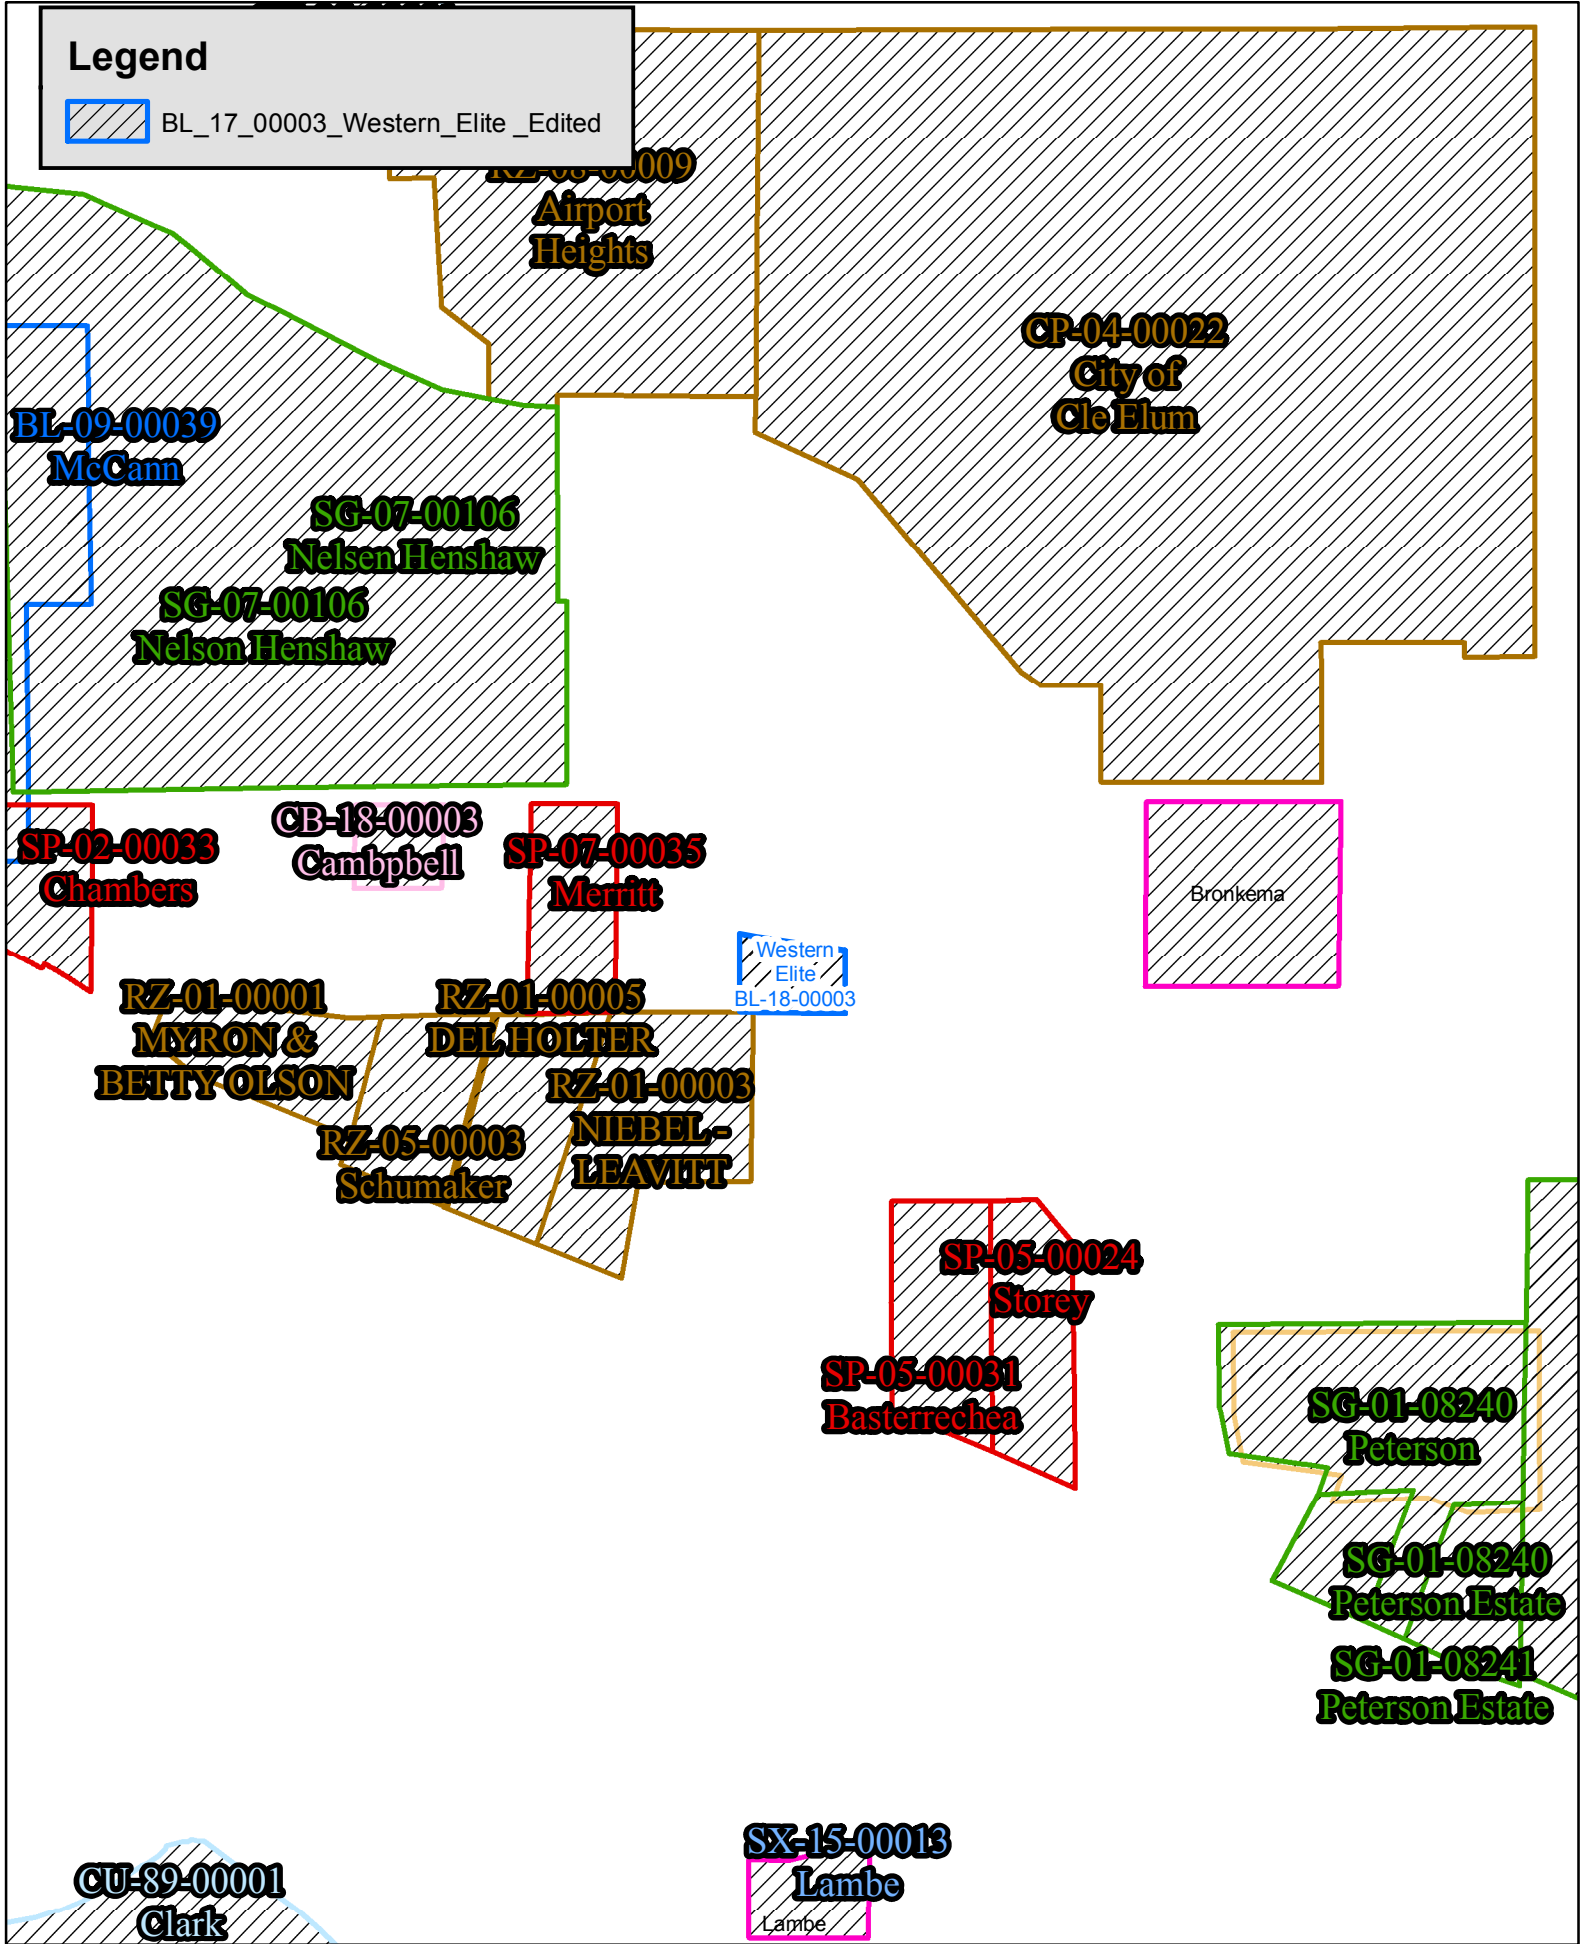 Legend
BL_17_00003_Western_Elite _Edited
RZ-08-00009
Airport
Heights
CP-04-00022
City of
Cle Elum
BL-09-00039
McCann
SG-07-00106
Nelsen Henshaw
SG-07-00106
Nelson Henshaw
SP-02-00033
Chambers
CB-18-00003
Cambpbell
SP-07-00035
Merritt
Bronkema
Western
Elite
BL-18-00003
RZ-01-00001
MYRON &
BETTY OLSON
RZ-01-00005
DEL HOLTER
RZ-01-00003
NIEBEL -
LEAVITT
RZ-05-00003
Schumaker
SP-05-00024
Storey
SP-05-00031
Basterrechea
SG-01-08240
Peterson
SG-01-08240
Peterson Estate
SG-01-08241
Peterson Estate
SX-15-00013
Lambe
Lambe
CU-89-00001
Clark